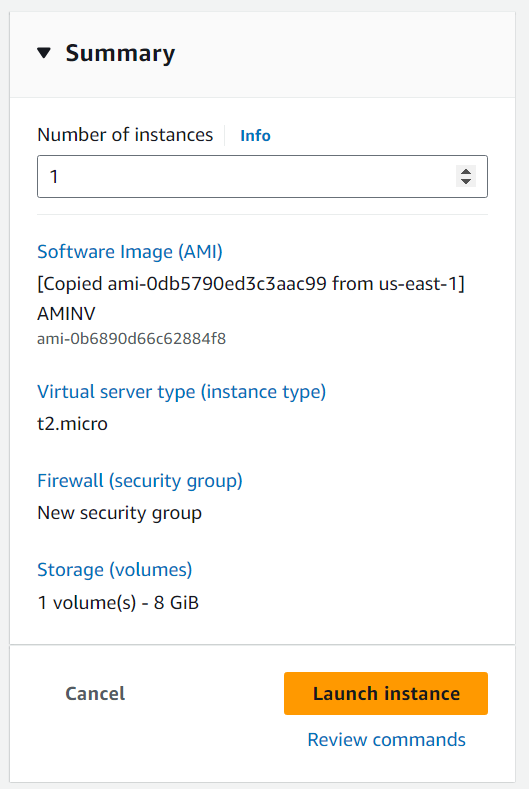 Summary
Number of instances Info
1
Software Image (AMI)
[Copied ami-0db5790ed3c3aac99 from us-east-1]
AMINV
ami-0b6890d66c62884f8
Virtual server type (instance type)
t2.micro
Firewall (security group)
New security group
Storage (volumes)
1 volume(s) - 8 GiB
Cancel Launch instance
Review commands